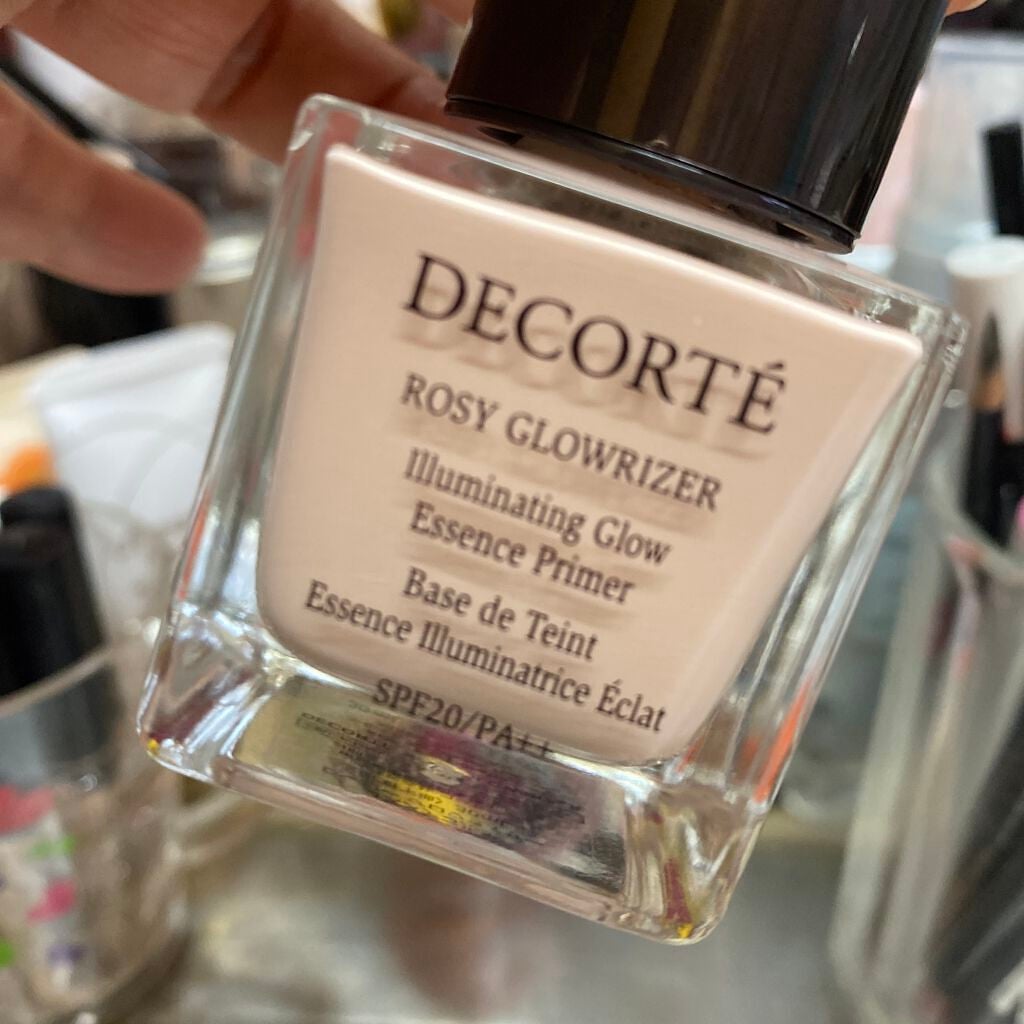 DECORTÉ
ROSY GLOWRIZER
Illuminating Glow
Essence Primer
Base de Teint
Essence Illuminatrice Éclat
SPF20/PA++